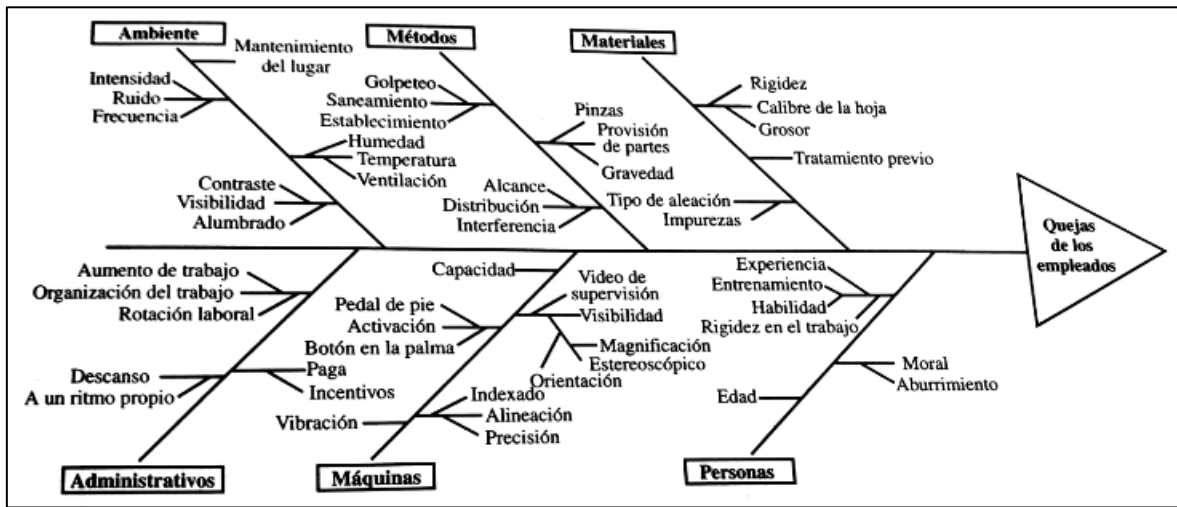 Ambiente
Mantenimiento
del lugar
Intensidad
Ruido
Frecuencia
Humedad
Temperatura
Ventilación
Contraste
Visibilidad
Alumbrado
Métodos
Golpeteo
Saneamiento
Establecimiento
Pinzas
Provisión
de partes
Gravedad
Alcance
Distribución
Interferencia
Materiales
Rigidez
Calibre de la hoja
Grosor
Tratamiento previo
Tipo de aleación
Impurezas
Quejas
de los
empleados
Aumento de trabajo
Organización del trabajo
Rotación laboral
Paga
Incentivos
Descanso
A un ritmo propio
Administrativos
Capacidad
Video de
supervisión
Visibilidad
Magnificación
Estereoscópico
Orientación
Pedal de pie
Activación
Botón en la palma
Indexado
Alineación
Precisión
Vibración
Máquinas
Experiencia
Entrenamiento
Habilidad
Rigidez en el trabajo
Moral
Aburrimiento
Edad
Personas